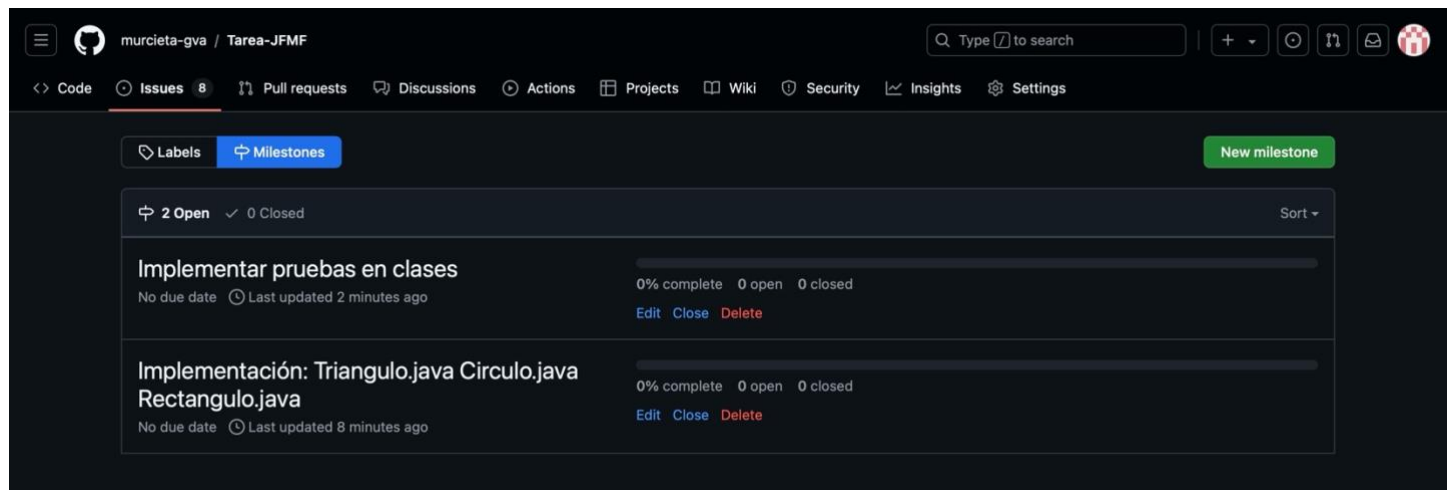 murcieta-gva / Tarea-JFMF
Type / to search
<> Code Issues 8 Pull requests Discussions Actions Projects Wiki Security Insights Settings
Labels Milestones New milestone
2 Open 0 Closed Sort
Implementar pruebas en clases
No due date Last updated 2 minutes ago
0% complete 0 open 0 closed
Edit Close Delete
Implementación: Triangulo.java Circulo.java
Rectangulo.java
No due date Last updated 8 minutes ago
0% complete 0 open 0 closed
Edit Close Delete